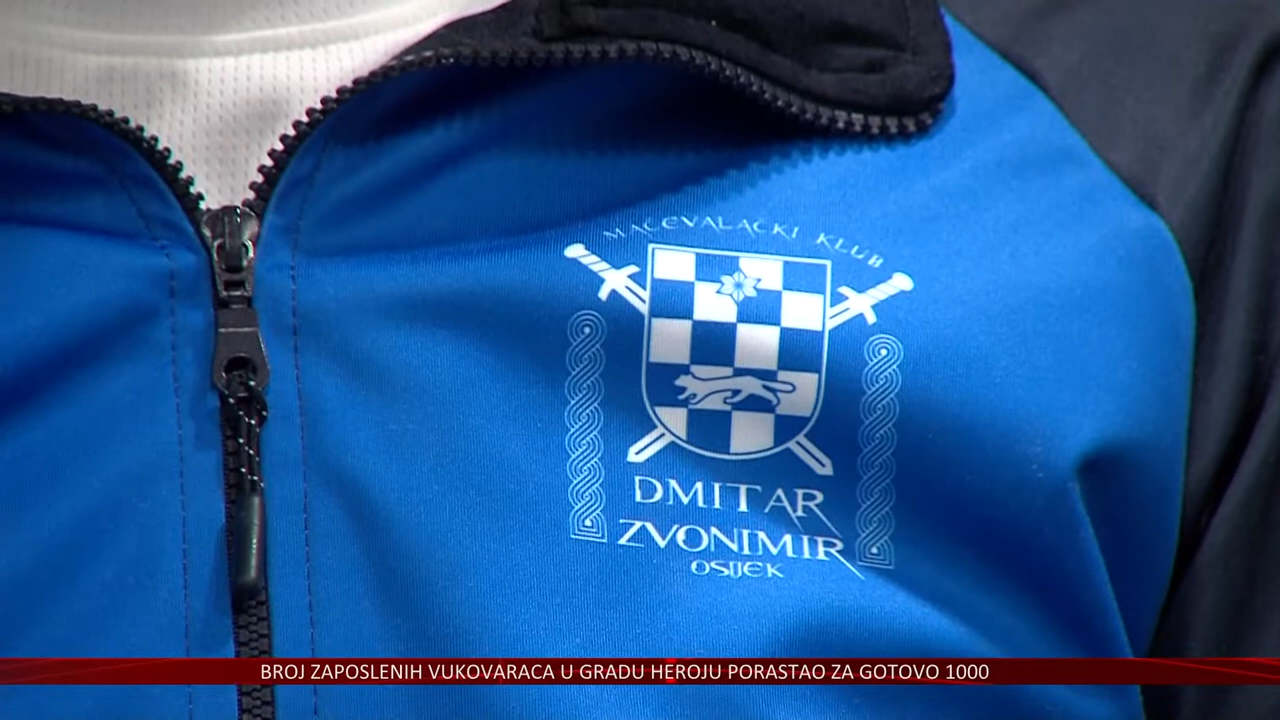 MAČEVALAČKI KLUB
DMITAR
ZVONIMIR
OSIJEK
BROJ ZAPOSLENIH VUKOVARACA U GRADU HEROJU PORASTAO ZA GOTOVO 1000